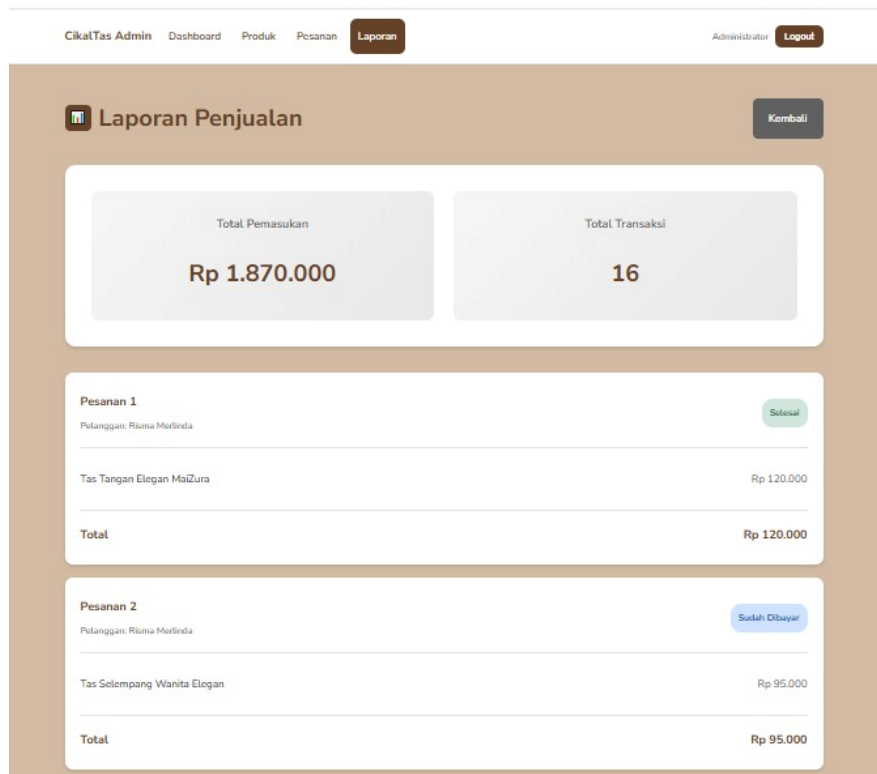 CikalTas Admin Dashboard Produk Pesanan Laporan Administrator Logout
Laporan Penjualan Kembali
Total Pemasukan
Rp 1.870.000
Total Transaksi
16
Pesanan 1
Pelanggan: Risma Merlinda
Selesai
Tas Tangan Elegan MaiZura Rp 120.000
Total Rp 120.000
Pesanan 2
Pelanggan: Risma Merlinda
Sudah Dibayar
Tas Selempang Wanita Elegan Rp 95.000
Total Rp 95.000